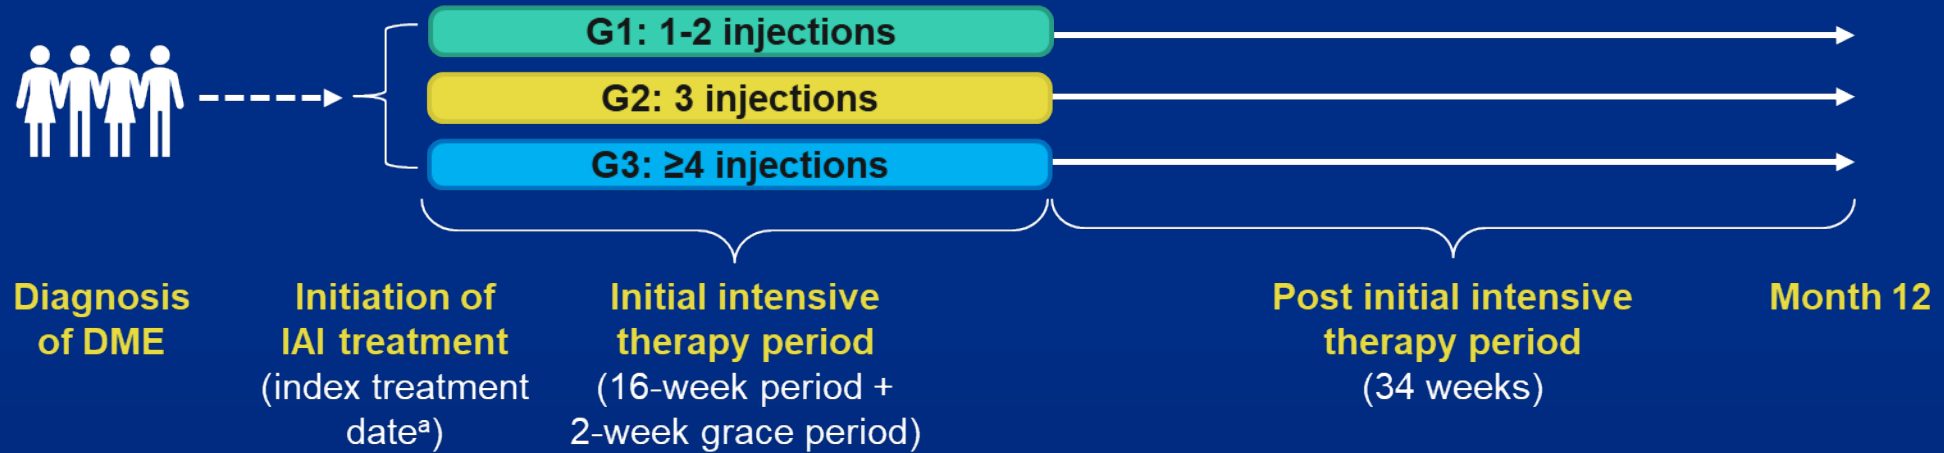 G1: 1-2 injections
G2: 3 injections
G3: ≥4 injections
Diagnosis
of DME
Initiation of
IAI treatment
(index treatment
dateᵃ)
Initial intensive
therapy period
(16-week period +
2-week grace period)
Post initial intensive
therapy period
(34 weeks)
Month 12